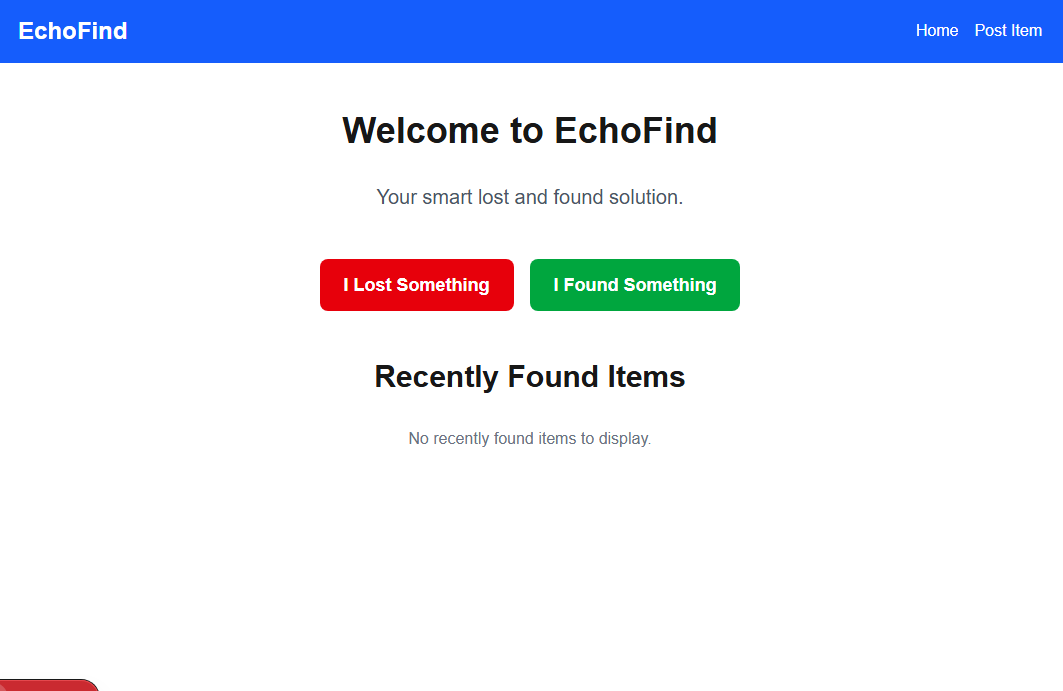 EchoFind
Home Post Item
Welcome to EchoFind
Your smart lost and found solution.
I Lost Something
I Found Something
Recently Found Items
No recently found items to display.